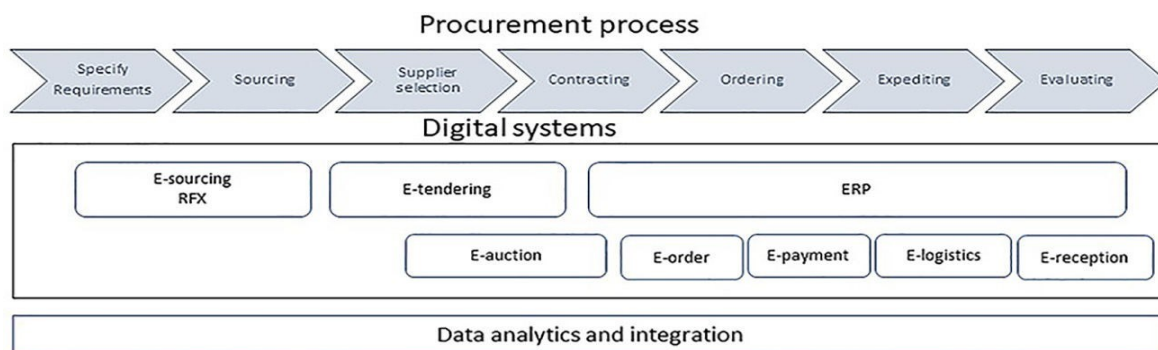 Procurement process
Specify
Requirements
Sourcing
Supplier
selection
Contracting
Ordering
Expediting
Evaluating
Digital systems
E-sourcing
RFX
E-tendering
ERP
E-auction
E-order
E-payment
E-logistics
E-reception
Data analytics and integration